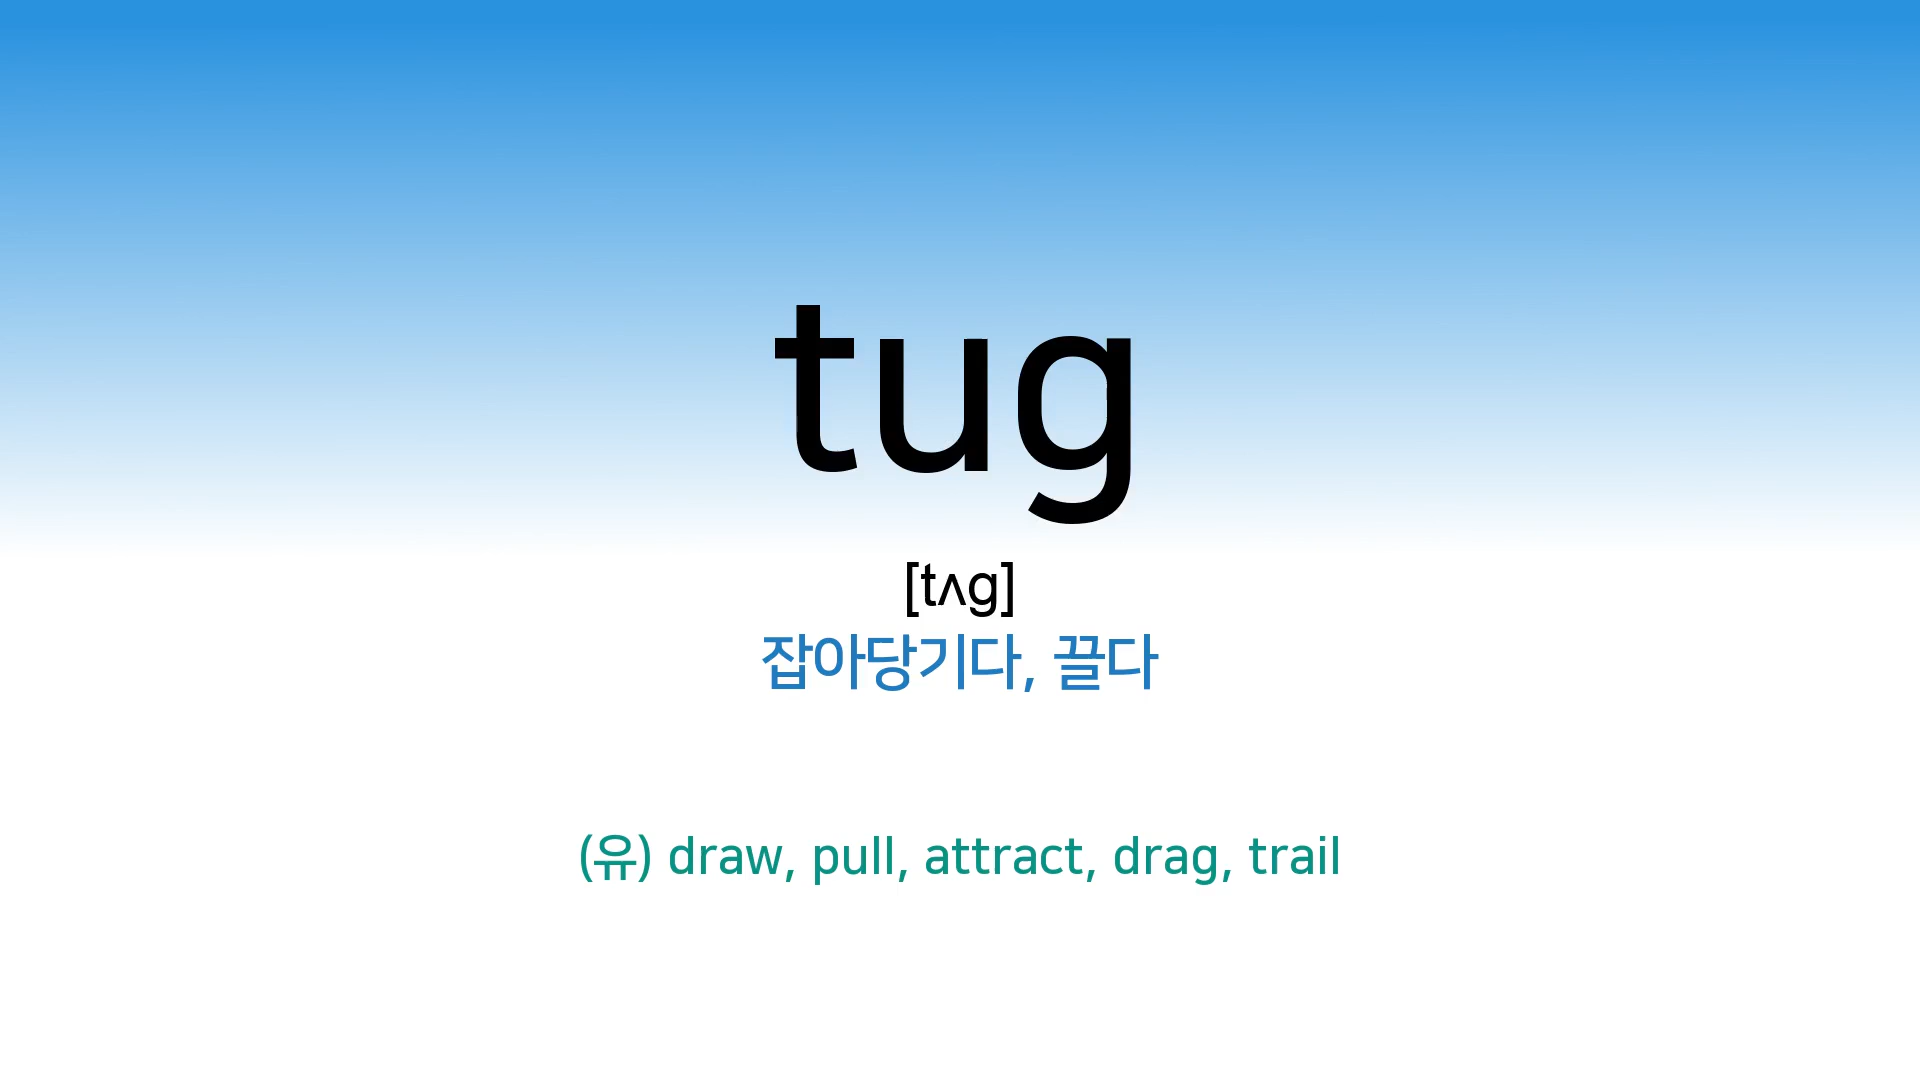 tug
[tʌg]
잡아당기다, 끌다
(유) draw, pull, attract, drag, trail